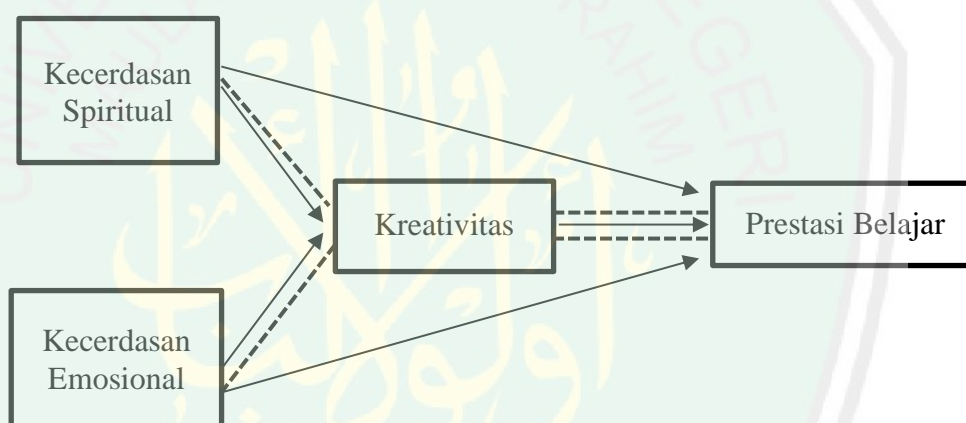 Kecerdasan
Spiritual
Kreativitas
Prestasi Belajar
Kecerdasan
Emosional